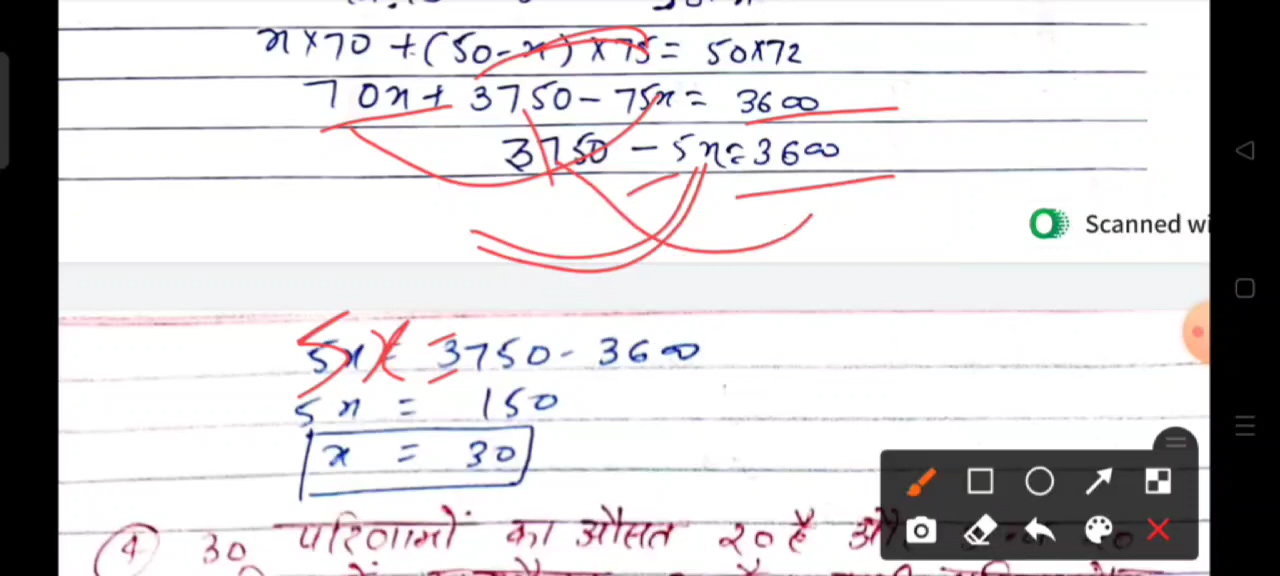 x×70 + (50-x) × 75 = 50×72
70x + 3750 - 75x = 3600
3750 - 5x = 3600
Scanned wi
5x = 3750 - 3600
5x = 150
x = 30
(4) 30 परिणामों का औसत २० है